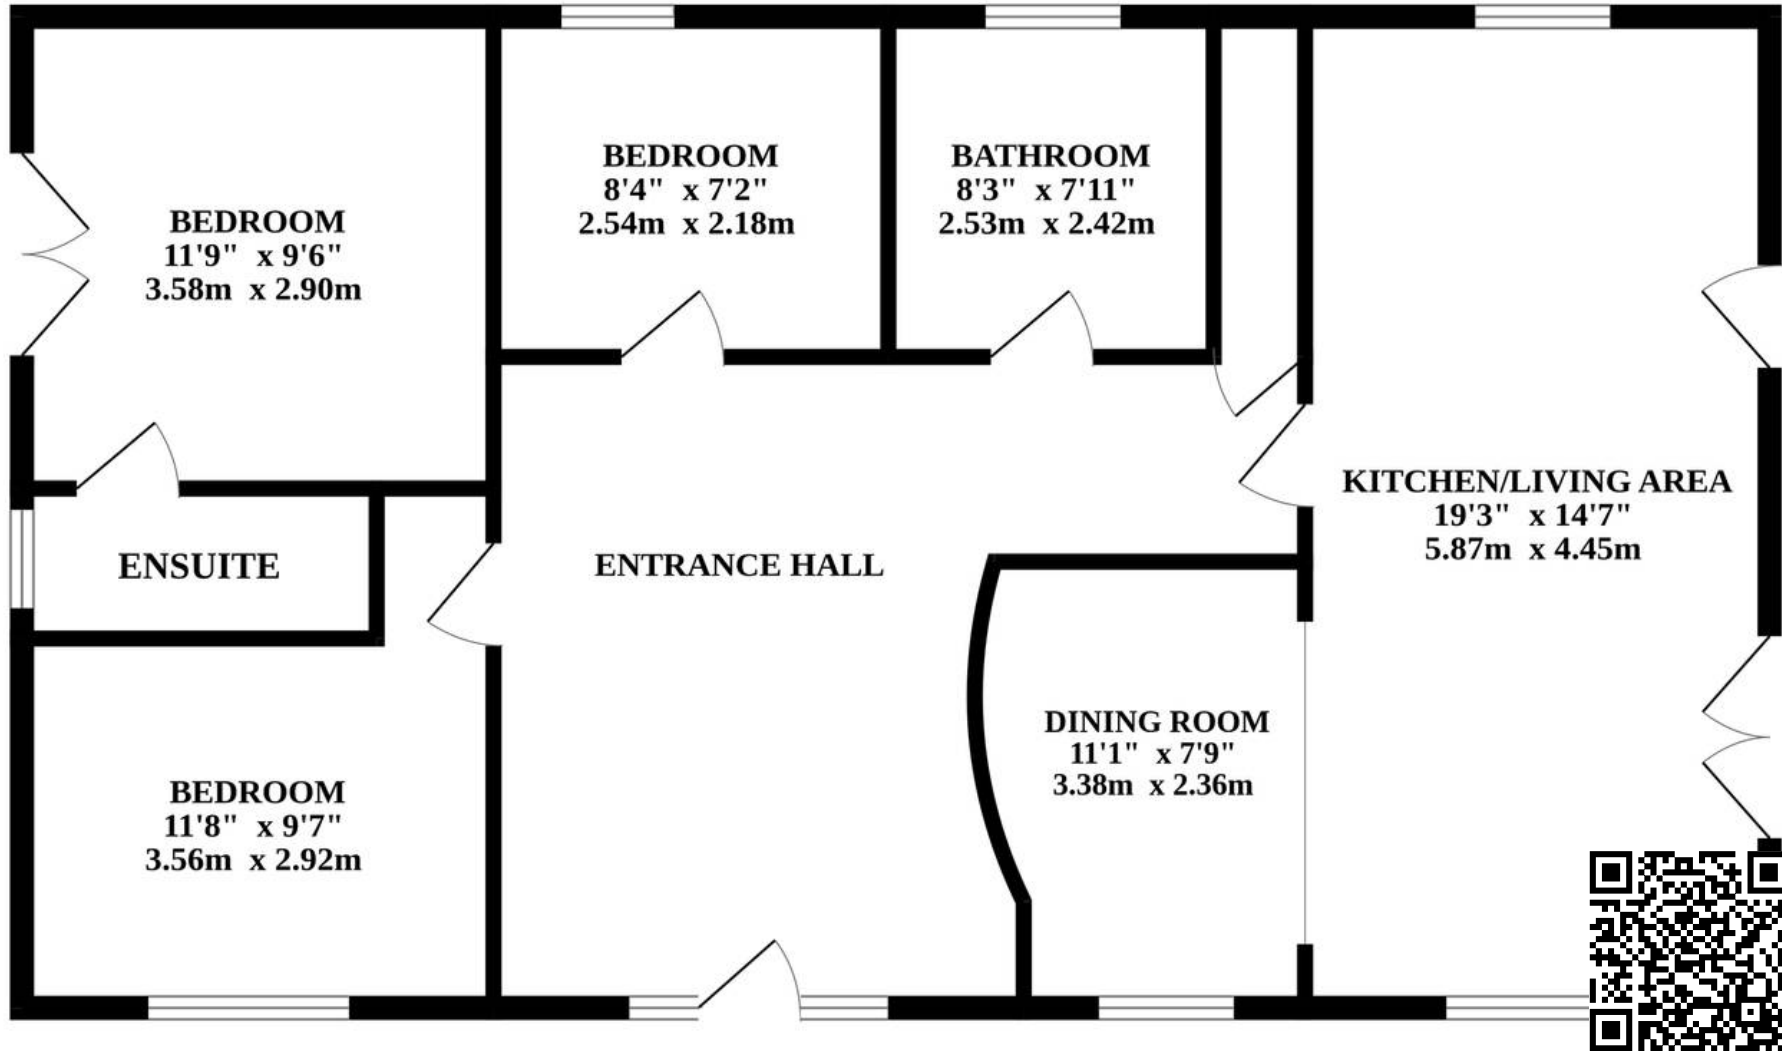 BEDROOM
11'9" x 9'6"
3.58m x 2.90m
BEDROOM
8'4" x 7'2"
2.54m x 2.18m
BATHROOM
8'3" x 7'11"
2.53m x 2.42m
KITCHEN/LIVING AREA
19'3" x 14'7"
5.87m x 4.45m
ENSUITE
ENTRANCE HALL
BEDROOM
11'8" x 9'7"
3.56m x 2.92m
DINING ROOM
11'1" x 7'9"
3.38m x 2.36m